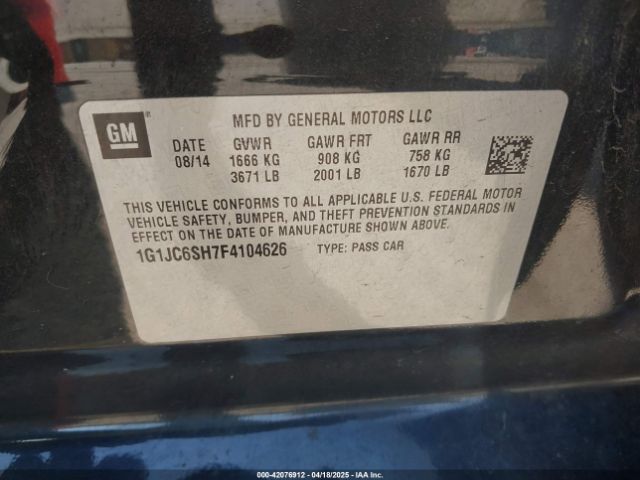 GM ®
MFD BY GENERAL MOTORS LLC
DATE GVWR GAWR FRT GAWR RR
08/14 1666 KG 908 KG 758 KG
3671 LB 2001 LB 1670 LB
THIS VEHICLE CONFORMS TO ALL APPLICABLE U.S. FEDERAL MOTOR
VEHICLE SAFETY, BUMPER, AND THEFT PREVENTION STANDARDS IN
EFFECT ON THE DATE OF MANUFACTURE SHOWN ABOVE.
1G1JC6SH7F4104626 TYPE: PASS CAR
000-42076912 04/18/2025 IAAI.COM